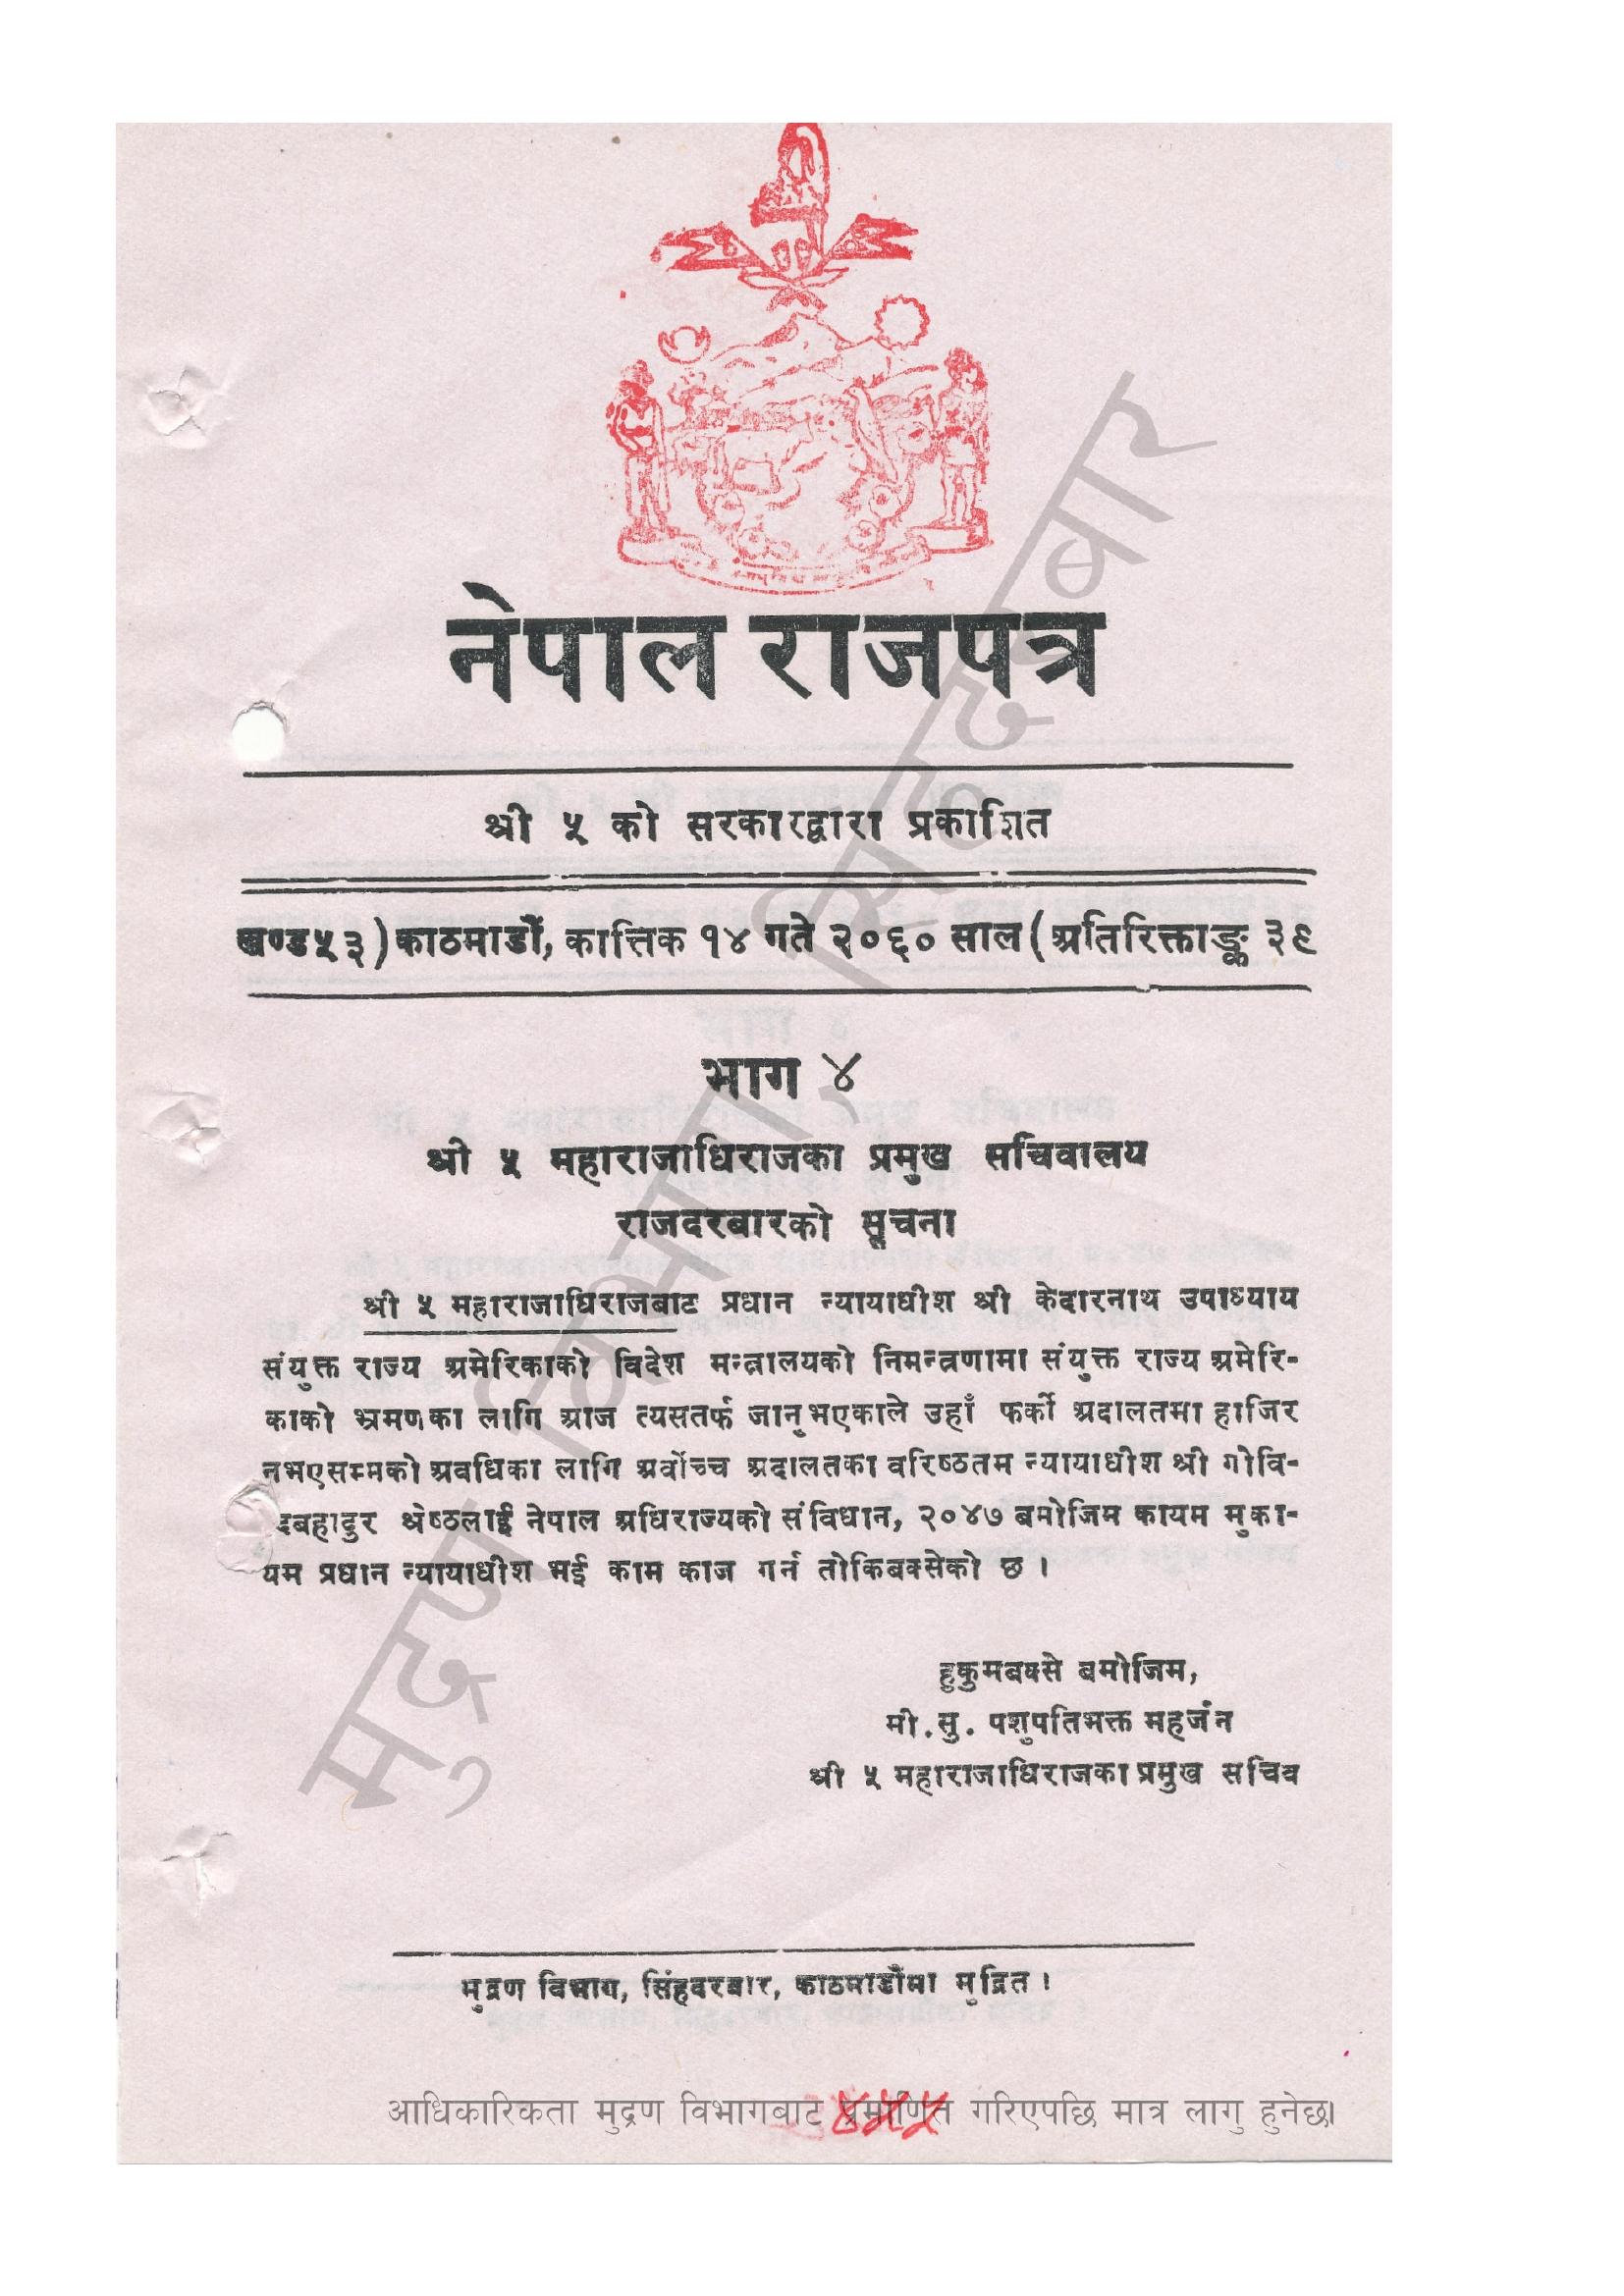 नेपाल राजपत्र
श्री ५ को सरकारद्वारा प्रकाशित
खण्ड ५३) काठमाडौं, कात्तिक १४ गते २०६० साल (अतिरिक्ताङ्क ३९
भाग ४
श्री ५ महाराजाधिराजका प्रमुख सचिवालय
राजदरबारको सूचना
श्री ५ महाराजाधिराजबाट प्रधान न्यायाधीश श्री केदारनाथ उपाध्याय
संयुक्त राज्य अमेरिकाको विदेश मन्त्रालयको निमन्त्रणामा संयुक्त राज्य अमेरि-
काको भ्रमणका लागि आज त्यसतर्फ जानुभएकाले उहाँ फर्की अदालतमा हाजिर
नभएसम्मको अवधिका लागि अर्वोच्च अदालतका वरिष्ठतम न्यायाधीश श्री गोवि-
दबहादुर श्रेष्ठलाई नेपाल अधिराज्यको संविधान, २०४७ बमोजिम कायम मुका-
यम प्रधान न्यायाधीश भई काम काज गर्न तोकिबक्सेको छ ।
हुकुमबक्से बमोजिम,
मी.सु. पशुपतिभक्त महर्जन
श्री ५ महाराजाधिराजका प्रमुख सचिव
मुद्रण विभाग, सिंहदरबार, काठमाडौंमा मुद्रित ।
आधिकारिकता मुद्रण विभागबाट प्रमाणित गरिएपछि मात्र लागु हुनेछ।
४५५
मुद्रण विभाग, सिंहदरबार